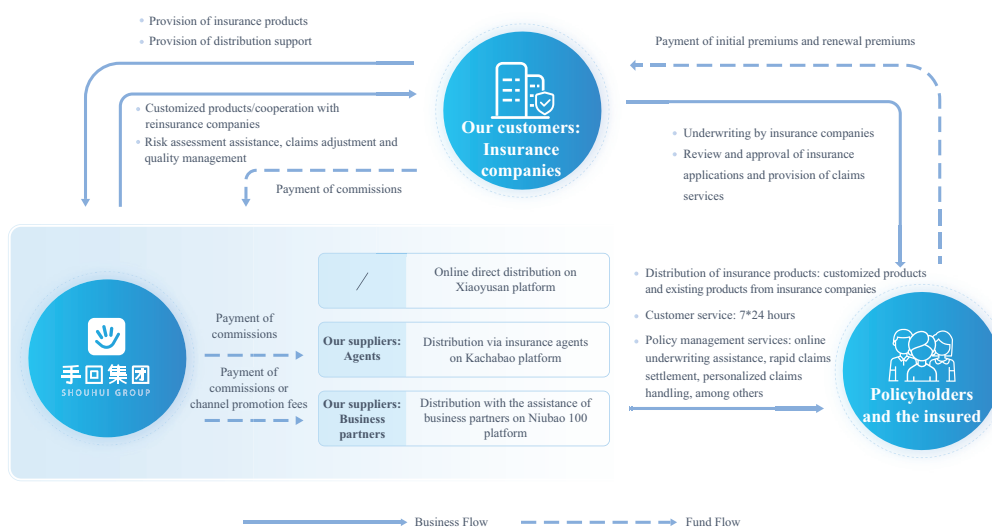 Provision of insurance products
Provision of distribution support
Payment of initial premiums and renewal premiums
Customized products/cooperation with
reinsurance companies
Risk assessment assistance, claims adjustment and
quality management
Our customers:
Insurance
companies
Underwriting by insurance companies
Review and approval of insurance
applications and provision of claims
services
Payment of commissions
手回集团
SHOUHUI GROUP
Payment of
commissions
Payment of
commissions or
channel promotion fees
/
Online direct distribution on
Xiaoyusan platform
Our suppliers:
Agents
Distribution via insurance agents
on Kachabao platform
Our suppliers:
Business
partners
Distribution with the assistance of
business partners on Niubao 100
platform
Distribution of insurance products: customized products
and existing products from insurance companies
Customer service: 7*24 hours
Policy management services: online
underwriting assistance, rapid claims
settlement, personalized claims
handling, among others
Policyholders
and the insured
Business Flow
Fund Flow